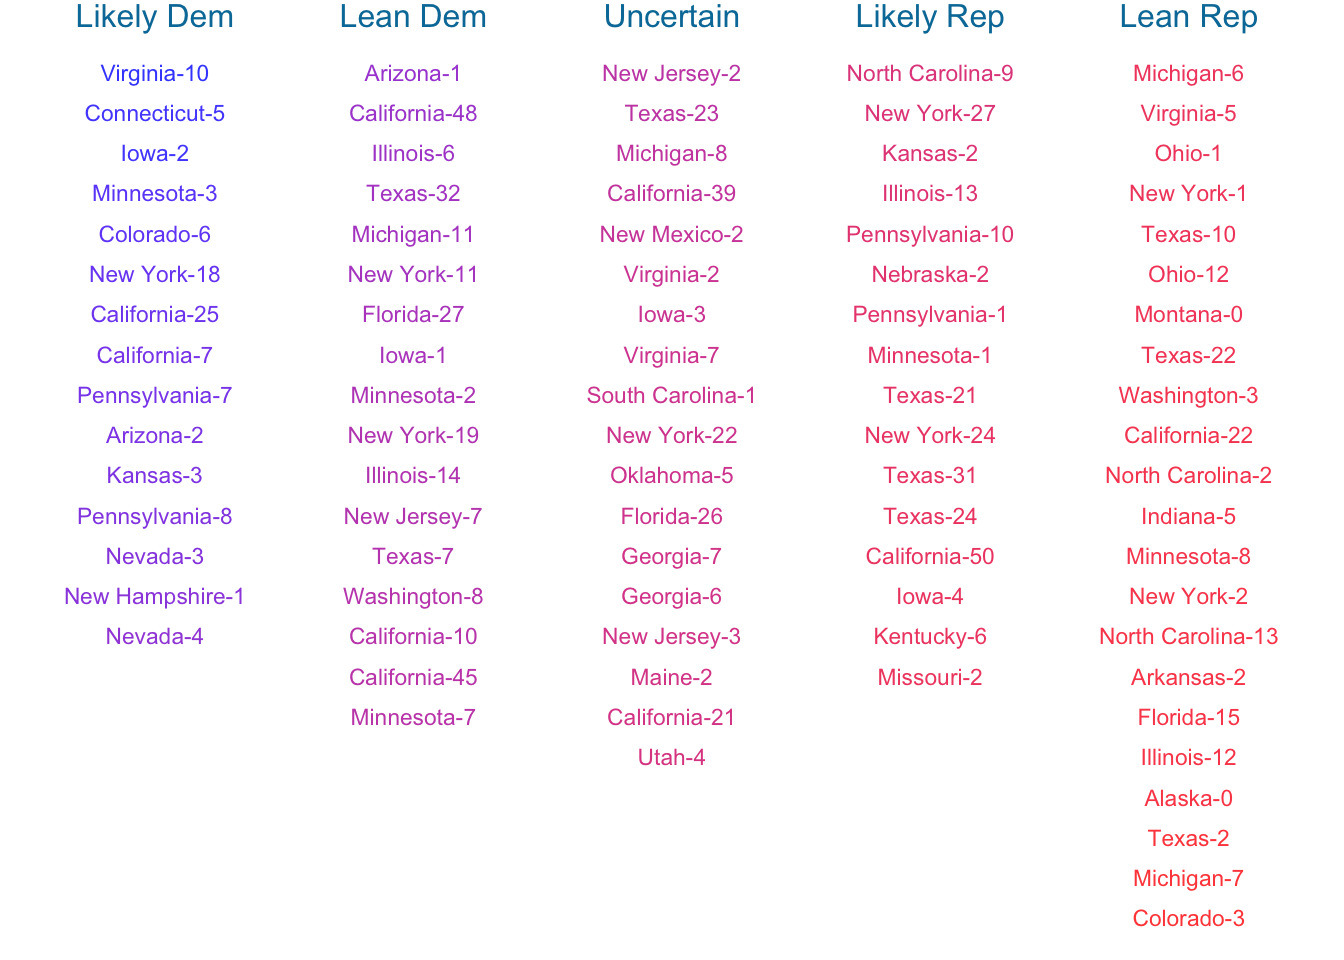 Likely Dem
Virginia-10
Connecticut-5
Iowa-2
Minnesota-3
Colorado-6
New York-18
California-25
California-7
Pennsylvania-7
Arizona-2
Kansas-3
Pennsylvania-8
Nevada-3
New Hampshire-1
Nevada-4
Lean Dem
Arizona-1
California-48
Illinois-6
Texas-32
Michigan-11
New York-11
Florida-27
Iowa-1
Minnesota-2
New York-19
Illinois-14
New Jersey-7
Texas-7
Washington-8
California-10
California-45
Minnesota-7
Uncertain
New Jersey-2
Texas-23
Michigan-8
California-39
New Mexico-2
Virginia-2
Iowa-3
Virginia-7
South Carolina-1
New York-22
Oklahoma-5
Florida-26
Georgia-7
Georgia-6
New Jersey-3
Maine-2
California-21
Utah-4
Likely Rep
North Carolina-9
New York-27
Kansas-2
Illinois-13
Pennsylvania-10
Nebraska-2
Pennsylvania-1
Minnesota-1
Texas-21
New York-24
Texas-31
Texas-24
California-50
Iowa-4
Kentucky-6
Missouri-2
Lean Rep
Michigan-6
Virginia-5
Ohio-1
New York-1
Texas-10
Ohio-12
Montana-0
Texas-22
Washington-3
California-22
North Carolina-2
Indiana-5
Minnesota-8
New York-2
North Carolina-13
Arkansas-2
Florida-15
Illinois-12
Alaska-0
Texas-2
Michigan-7
Colorado-3